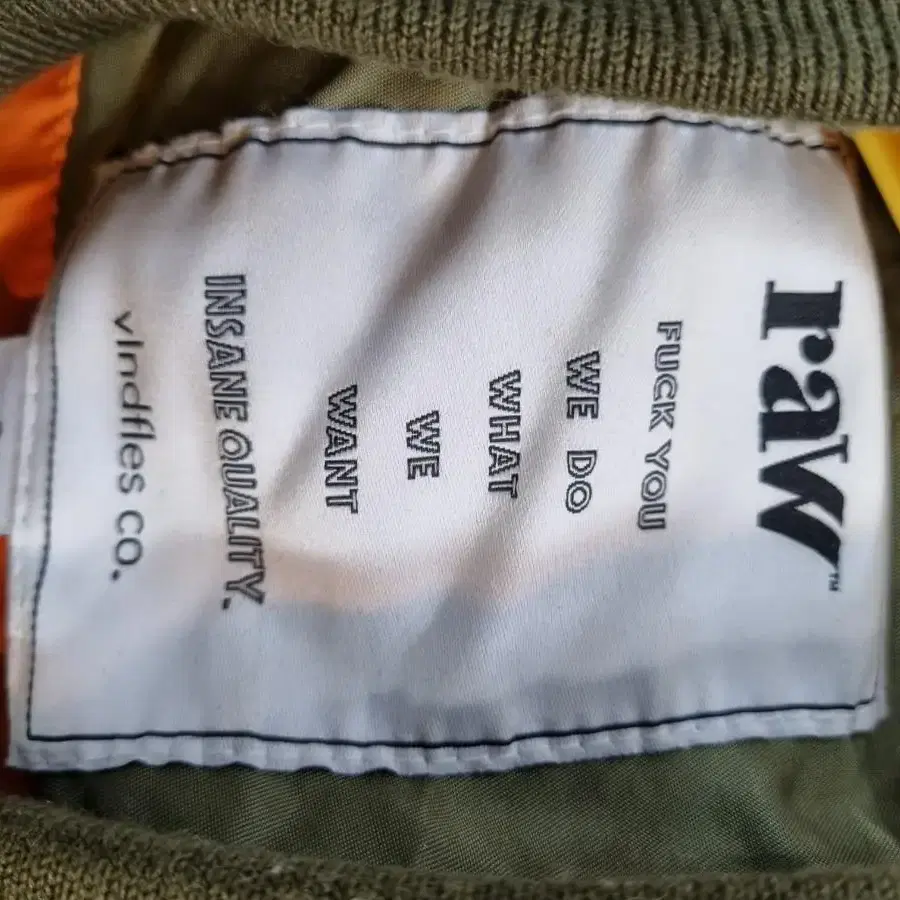 raw™
FUCK YOU
WE DO
WHAT
WE
WANT
INSANE QUALITY.
vindfles co.